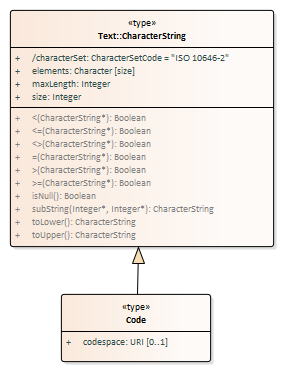 «type»
Text::CharacterString
+ /characterSet: CharacterSetCode = "ISO 10646-2"
+ elements: Character [size]
+ maxLength: Integer
+ size: Integer
+ <(CharacterString*): Boolean
+ <=(CharacterString*): Boolean
+ <>(CharacterString*): Boolean
+ =(CharacterString*): Boolean
+ >(CharacterString*): Boolean
+ >=(CharacterString*): Boolean
+ isNull(): Boolean
+ subString(Integer*, Integer*): CharacterString
+ toLower(): CharacterString
+ toUpper(): CharacterString
«type»
Code
+ codespace: URI [0..1]